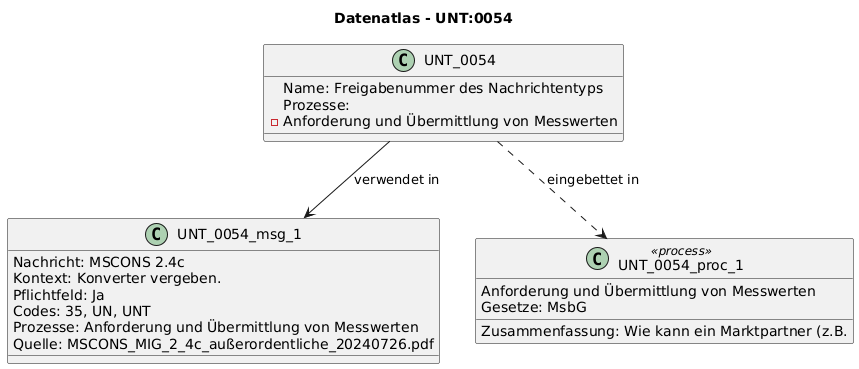 Datenatlas - UNT:0054
C UNT_0054
Name: Freigabenummer des Nachrichtentyps
Prozesse:
Anforderung und Übermittlung von Messwerten
verwendet in
eingebettet in
C UNT_0054_msg_1
Nachricht: MSCONS 2.4c
Kontext: Konverter vergeben.
Pflichtfeld: Ja
Codes: 35, UN, UNT
Prozesse: Anforderung und Übermittlung von Messwerten
Quelle: MSCONS_MIG_2_4c_außerordentliche_20240726.pdf
«process»
C UNT_0054_proc_1
Anforderung und Übermittlung von Messwerten
Gesetze: MsbG
Zusammenfassung: Wie kann ein Marktpartner (z.B.